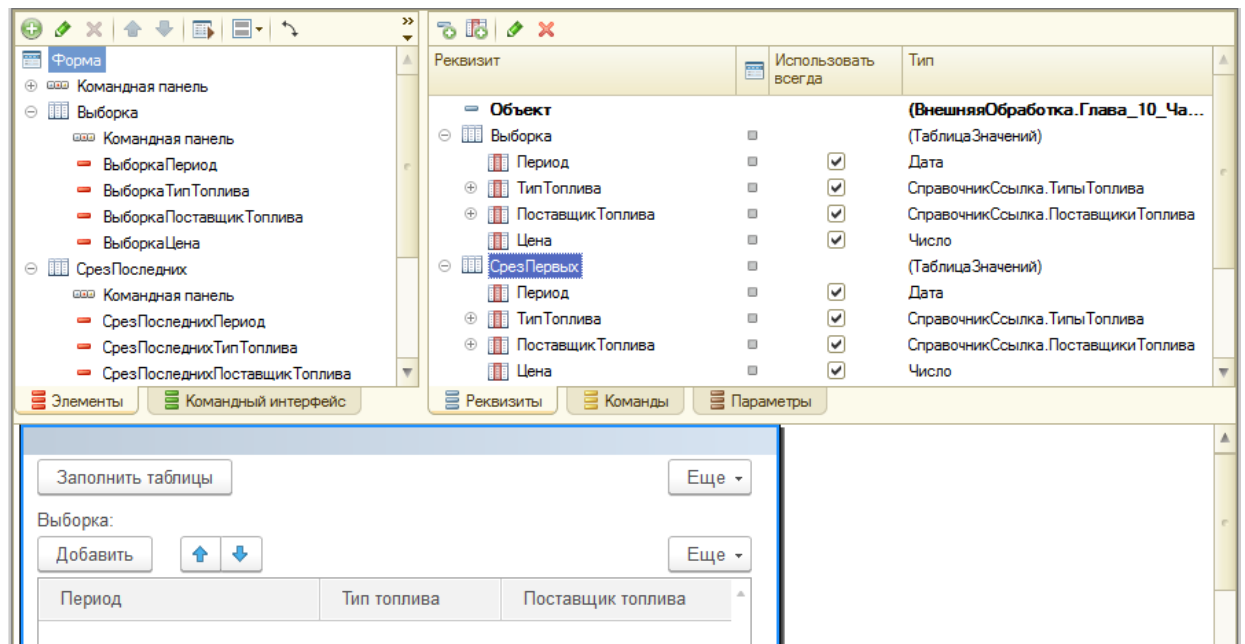 Форма
Командная панель
Выборка
Командная панель
ВыборкаПериод
ВыборкаТипТоплива
ВыборкаПоставщикТоплива
ВыборкаЦена
СрезПоследних
Командная панель
СрезПоследнихПериод
СрезПоследнихТипТоплива
СрезПоследнихПоставщикТоплива
Элементы Командный интерфейс
Реквизит Использовать всегда Тип
Объект (ВнешняяОбработка.Глава_10_Ча...
Выборка (ТаблицаЗначений)
Период Дата
ТипТоплива СправочникСсылка.ТипыТоплива
ПоставщикТоплива СправочникСсылка.ПоставщикиТоплива
Цена Число
СрезПервых (ТаблицаЗначений)
Период Дата
ТипТоплива СправочникСсылка.ТипыТоплива
ПоставщикТоплива СправочникСсылка.ПоставщикиТоплива
Цена Число
Реквизиты Команды Параметры
Заполнить таблицы Еще
Выборка:
Добавить Еще
Период Тип топлива Поставщик топлива